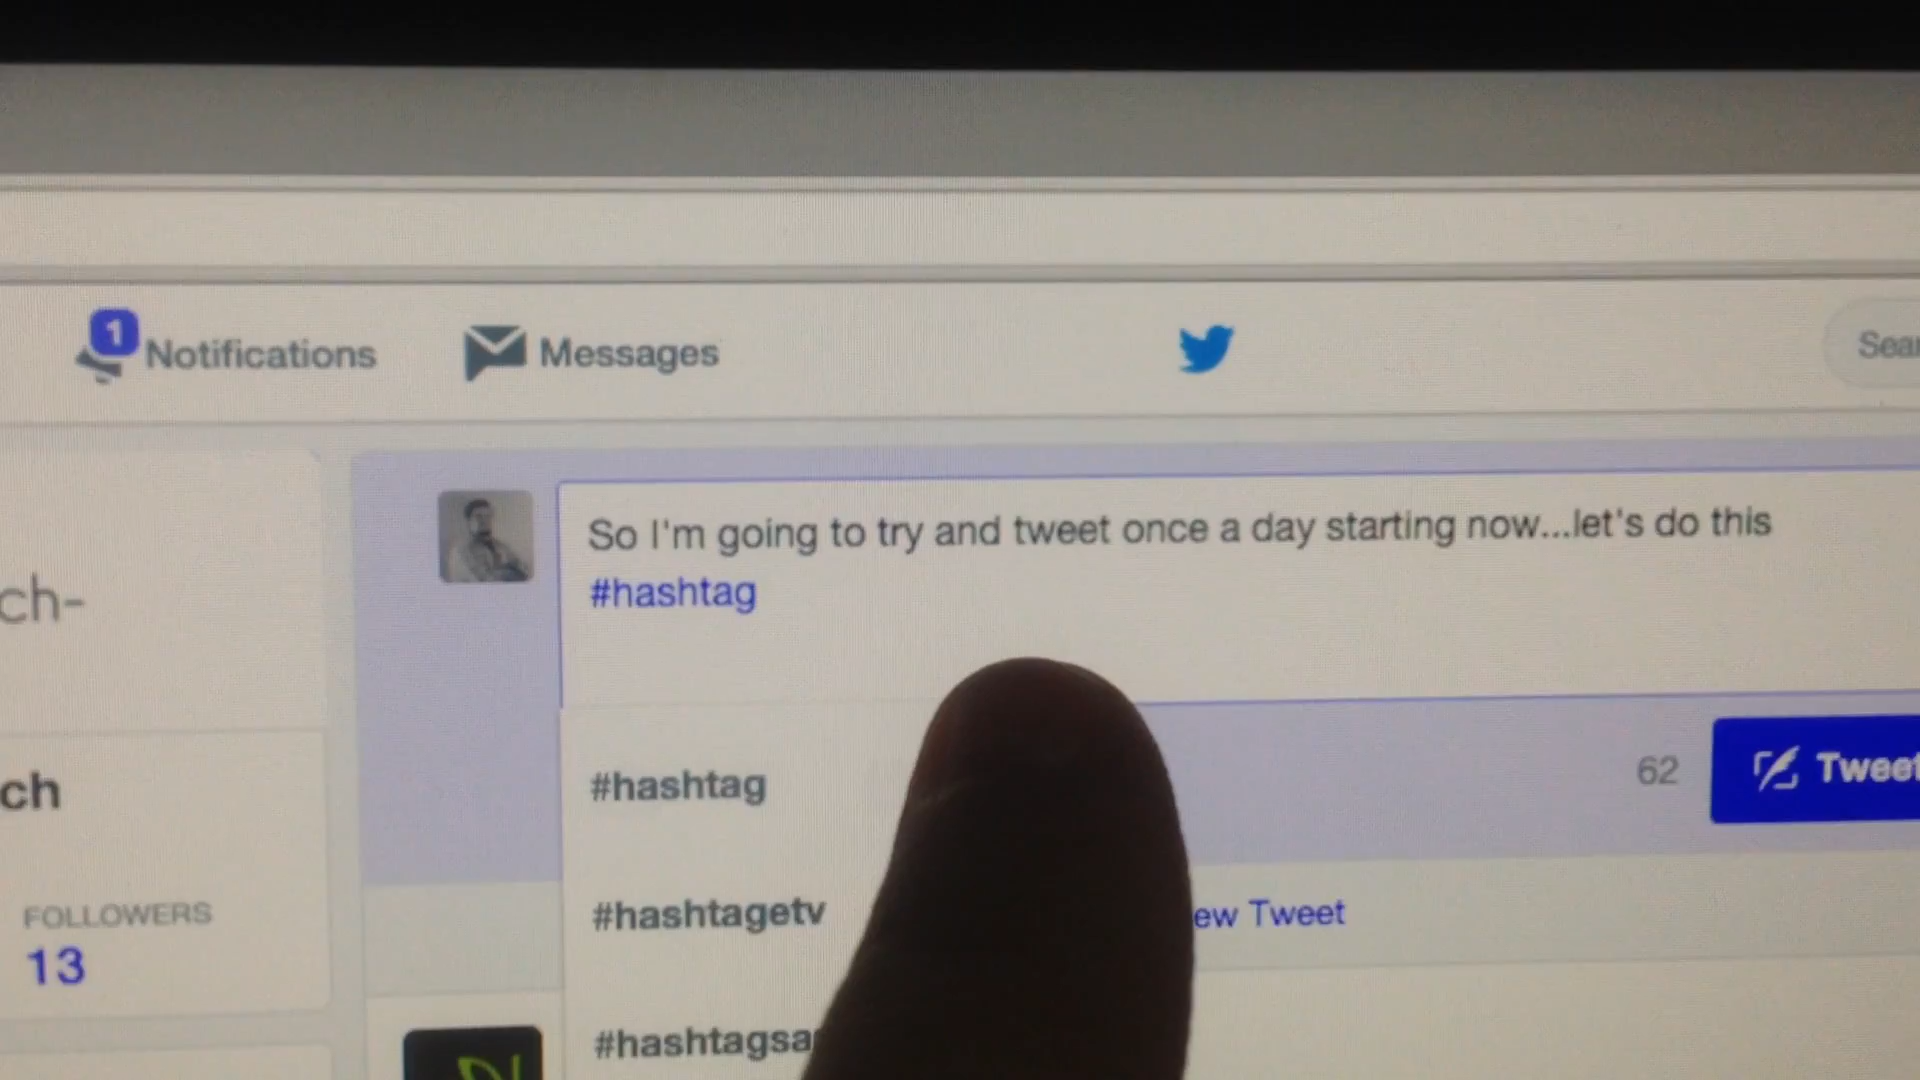 1
Notifications
Messages
So I'm going to try and tweet once a day starting now...let's do this
#hashtag
#hashtag
62
Tweet
ch-
ch
FOLLOWERS
13
#hashtagetv
ew Tweet
#hashtagsa